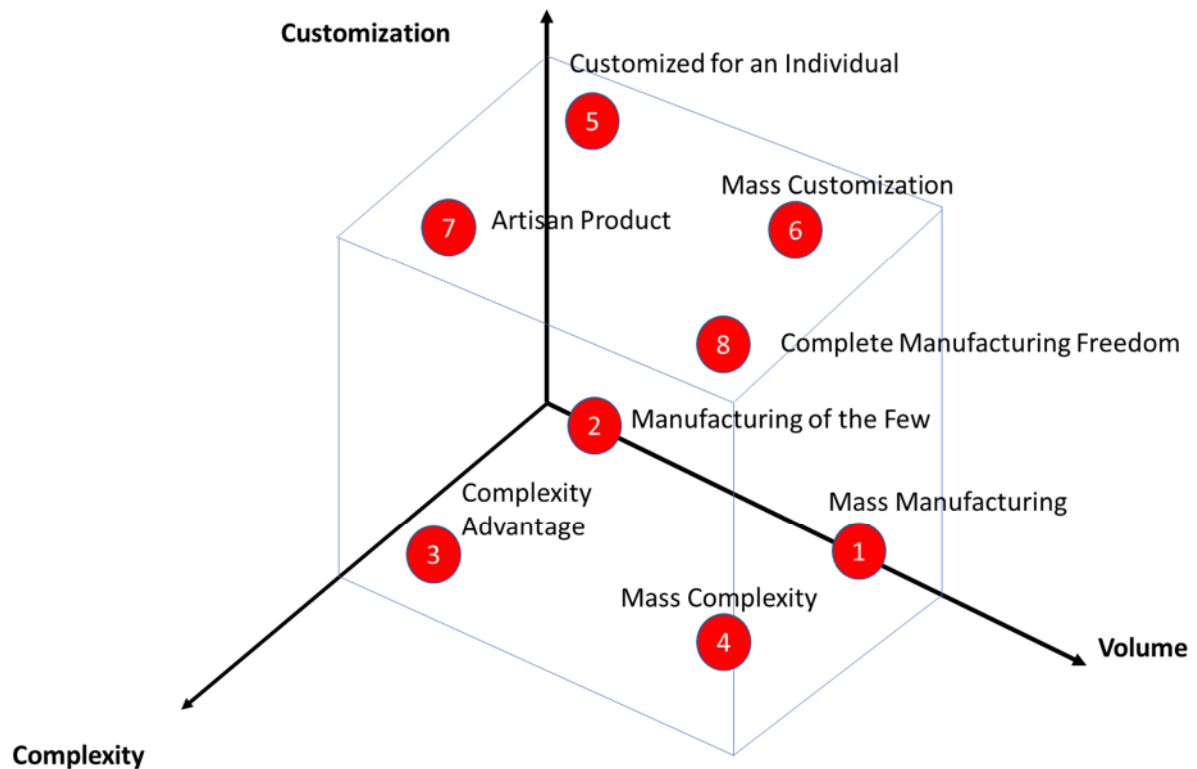 Customization
Customized for an Individual
5
Mass Customization
7
Artisan Product
6
8
Complete Manufacturing Freedom
2
Manufacturing of the Few
Complexity
Advantage
3
Mass Manufacturing
1
Mass Complexity
4
Volume
Complexity